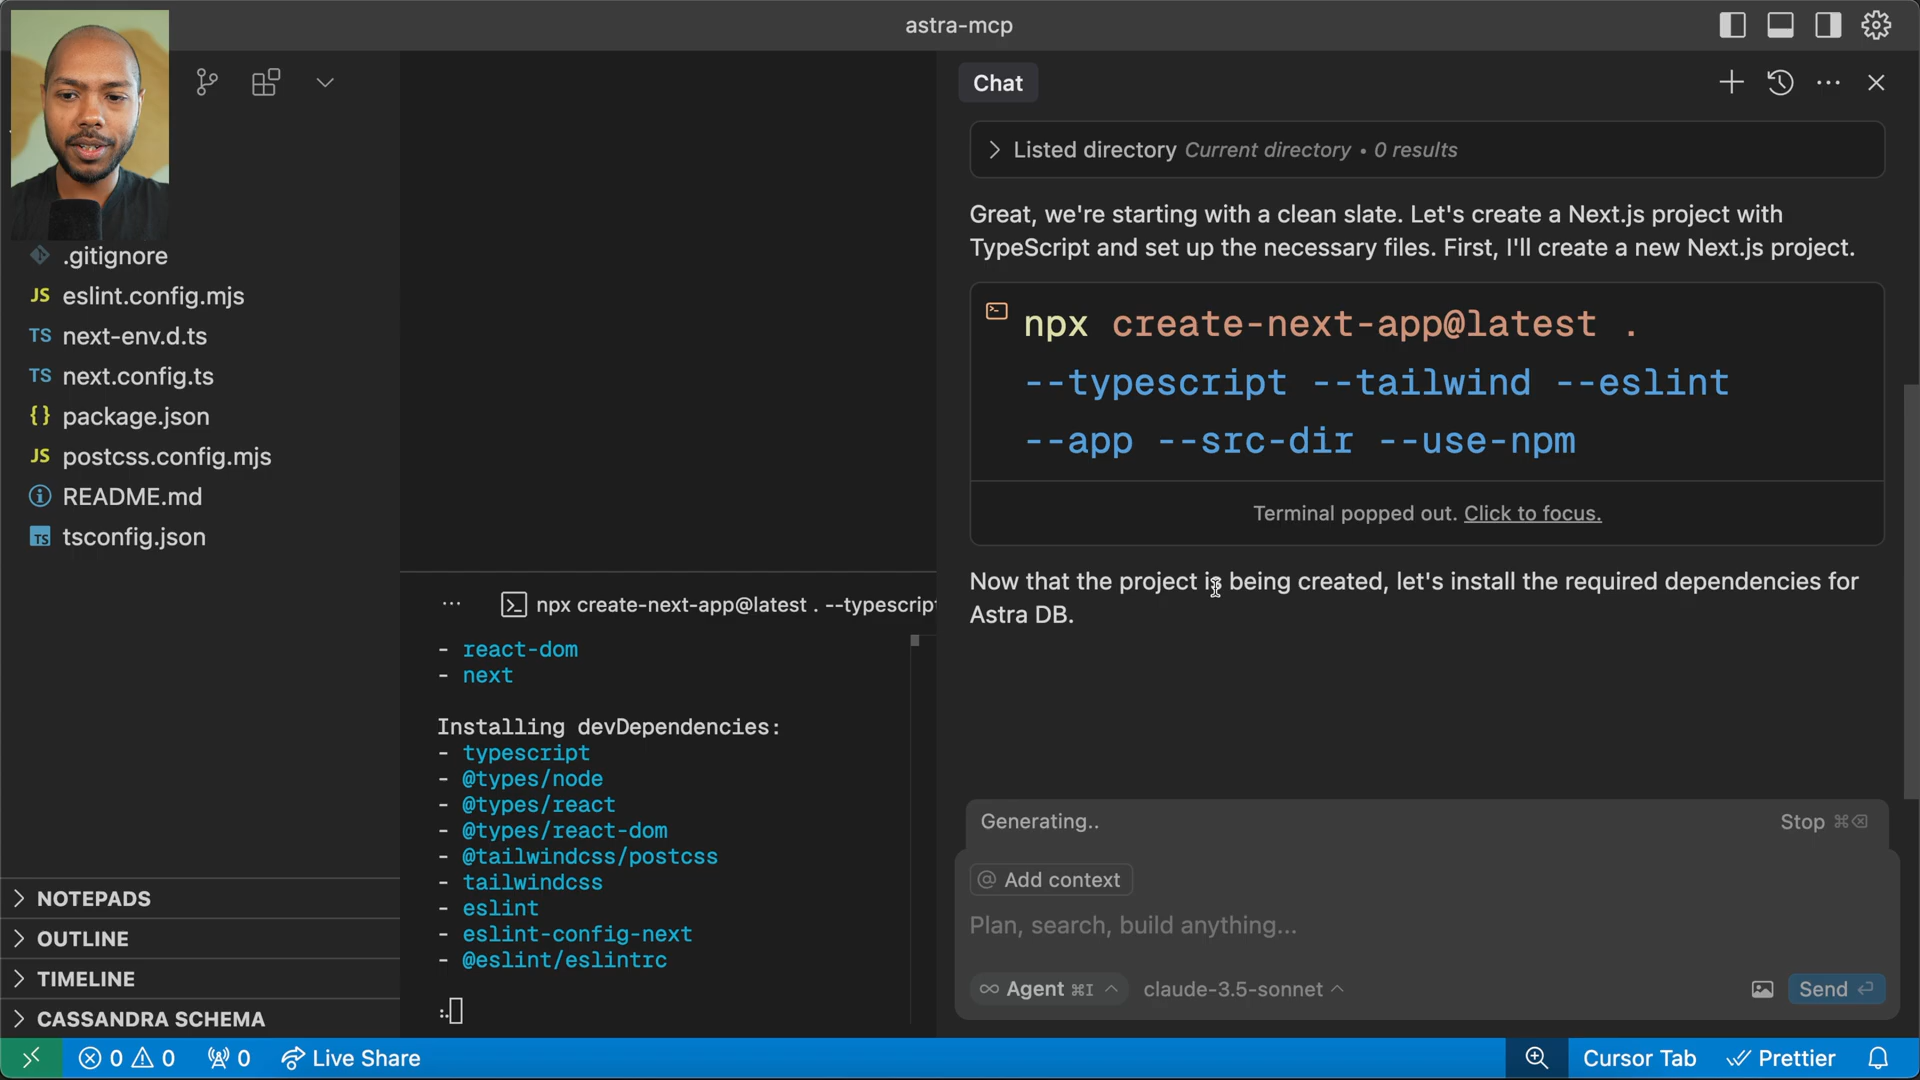 astra-mcp
.gitignore
JS eslint.config.mjs
TS next-env.d.ts
TS next.config.ts
{} package.json
JS postcss.config.mjs
README.md
TS tsconfig.json
NOTEPADS
OUTLINE
TIMELINE
CASSANDRA SCHEMA
··· npx create-next-app@latest . --typescript
- react-dom
- next
Installing devDependencies:
- typescript
- @types/node
- @types/react
- @types/react-dom
- @tailwindcss/postcss
- tailwindcss
- eslint
- eslint-config-next
- @eslint/eslintrc
Chat
Listed directory Current directory • 0 results
Great, we're starting with a clean slate. Let's create a Next.js project with
TypeScript and set up the necessary files. First, I'll create a new Next.js project.
npx create-next-app@latest .
--typescript --tailwind --eslint
--app --src-dir --use-npm
Terminal popped out. Click to focus.
Now that the project is being created, let's install the required dependencies for
Astra DB.
Generating..
Stop ⌘⌫
@ Add context
Plan, search, build anything...
∞ Agent ⌘I claude-3.5-sonnet
Send
0 0 0 Live Share
Cursor Tab Prettier